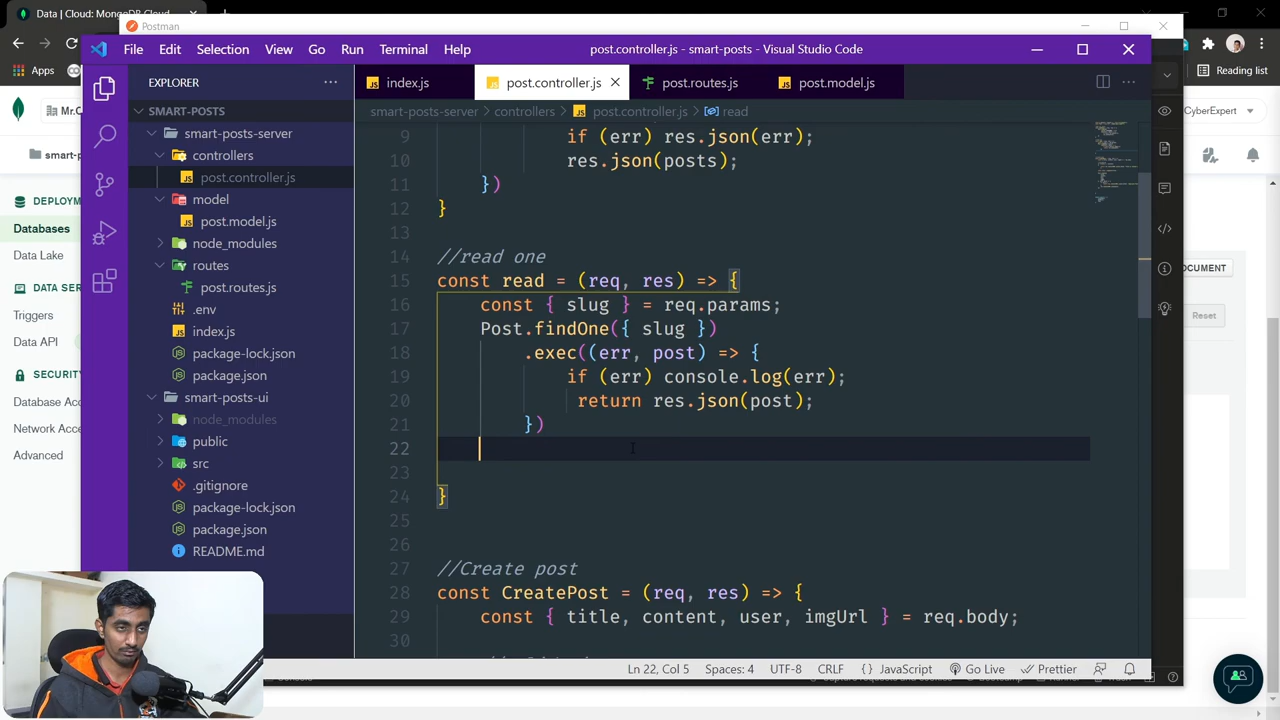 Data | Cloud: MongoDB Cl
Postman
File Edit Selection View Go Run Terminal Help
post.controller.js - smart-posts - Visual Studio Code
Apps
Reading list
EXPLORER
index.js
post.controller.js
post.routes.js
post.model.js
Mr.C
CyberExpert
SMART-POSTS
smart-posts-server > controllers > post.controller.js > read
smart-posts-server
controllers
post.controller.js
model
post.model.js
node_modules
routes
post.routes.js
.env
index.js
package-lock.json
package.json
smart-posts-ui
node_modules
public
src
.gitignore
package-lock.json
package.json
README.md
smart-p
DEPLOYM
Databases
Data Lake
DATA SER
Triggers
Data API
SECURIT
Database Acc
Network Acce
Advanced
9 if (err) res.json(err);
10 res.json(posts);
11 })
12 }
13
14 //read one
15 const read = (req, res) => {
16 const { slug } = req.params;
17 Post.findOne({ slug })
18 .exec((err, post) => {
19 if (err) console.log(err);
20 return res.json(post);
21 })
22
23
24 }
25
26
27 //Create post
28 const CreatePost = (req, res) => {
29 const { title, content, user, imgUrl } = req.body;
30
OCUMENT
Reset
Ln 22, Col 5 Spaces: 4 UTF-8 CRLF {} JavaScript Go Live Prettier